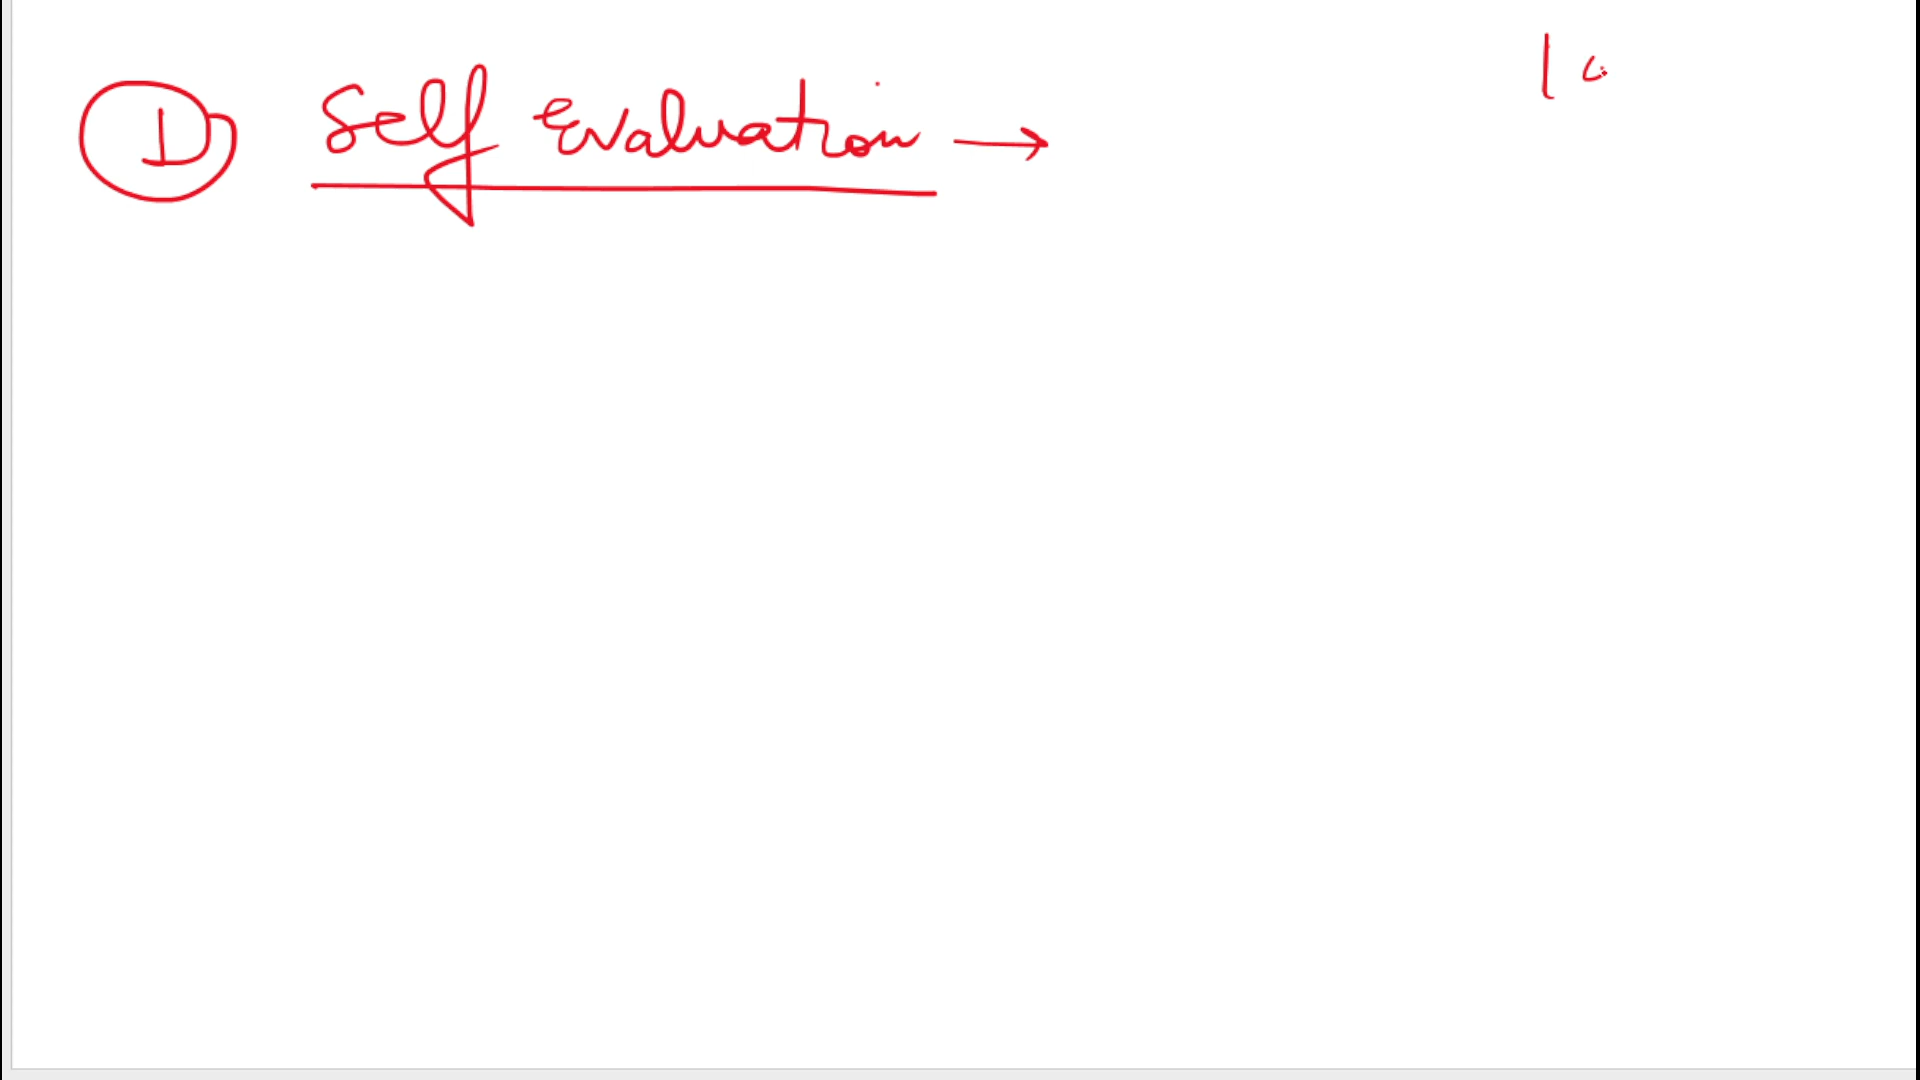 ① Self Evaluation →